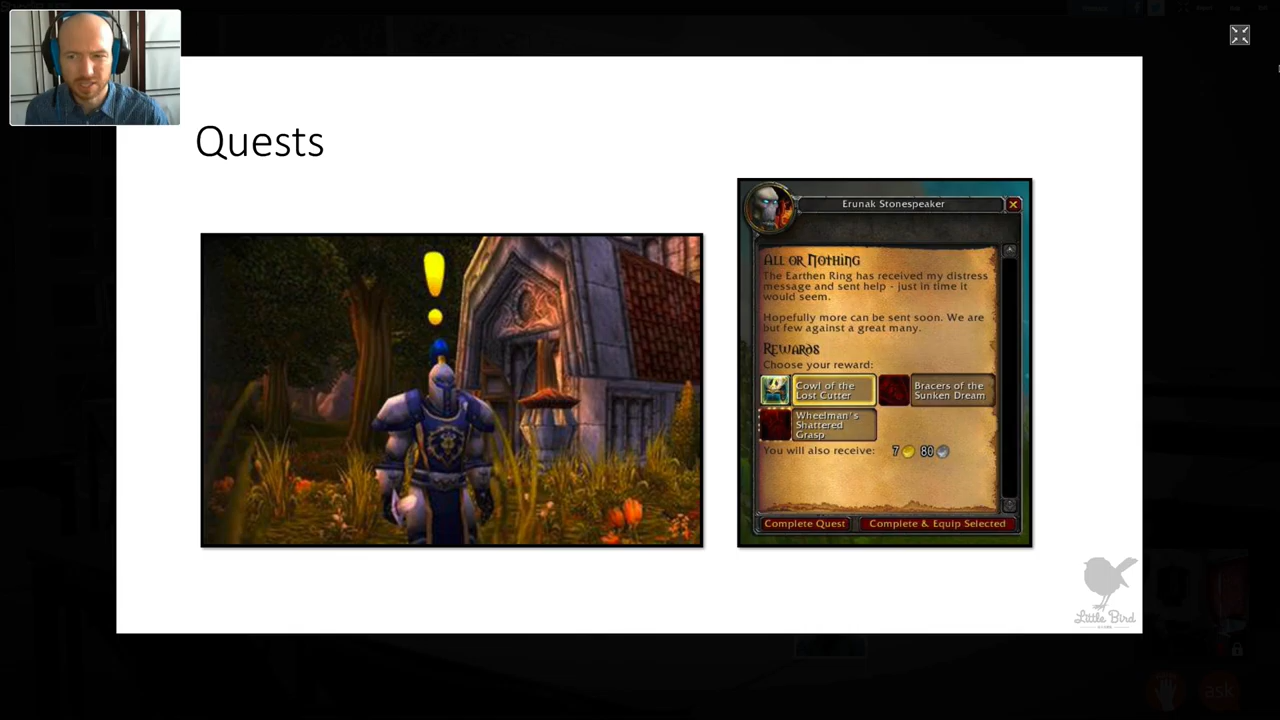 Quests
Erunak Stonespeaker
All or Nothing
The Earthen Ring has received my distress
message and sent help - just in time it
would seem.
Hopefully more can be sent soon. We are
but few against a great many.
Rewards
Choose your reward:
Cowl of the
Lost Cutter
Bracers of the
Sunken Dream
Wheelman's
Shattered
Grasp
You will also receive: 7 80
Complete Quest
Complete & Equip Selected
Little Bird
ask